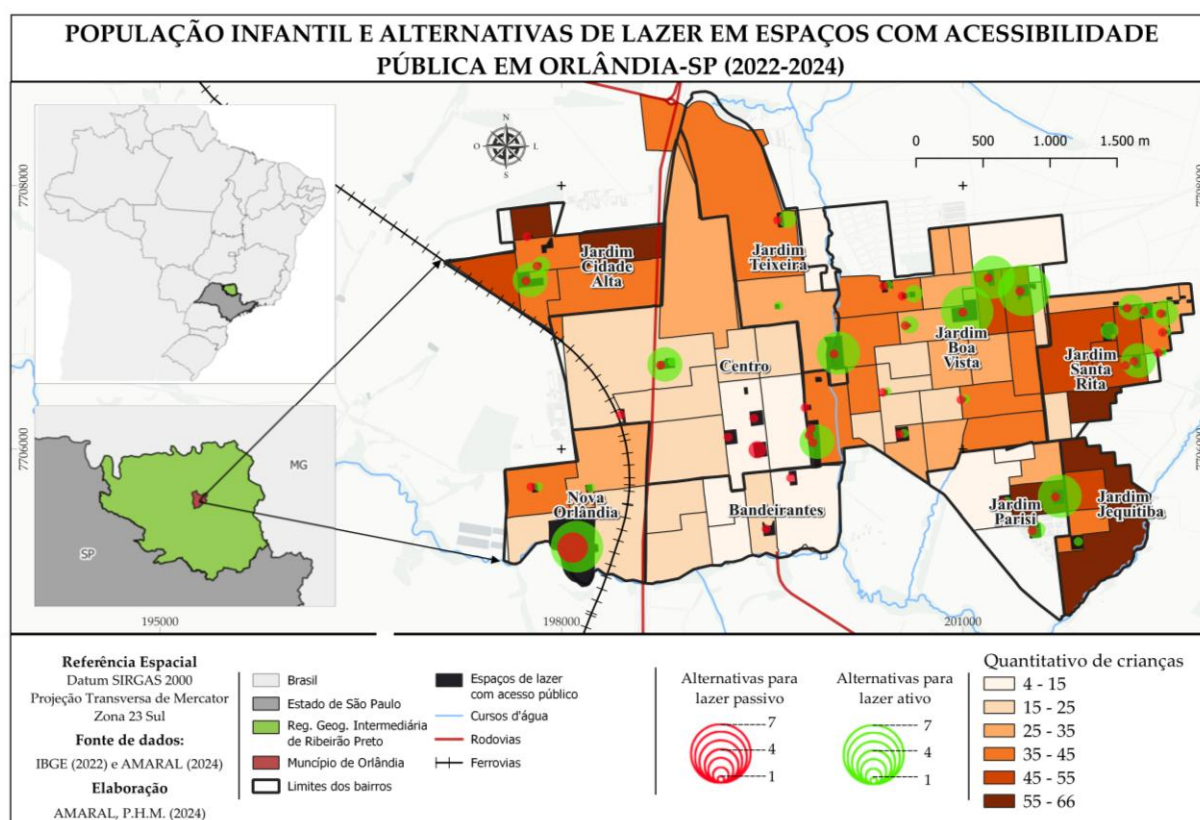 POPULAÇÃO INFANTIL E ALTERNATIVAS DE LAZER EM ESPAÇOS COM ACESSIBILIDADE
PÚBLICA EM ORLÂNDIA-SP (2022-2024)
N
O
L
S
0
500
1.000
1.500 m
7708000
7708000
7706000
7706000
Jardim
Cidade
Alta
Jardim
Teixeira
Centro
Jardim
Boa
Vista
Jardim
Santa
Rita
Nova
Orlândia
Bandeirantes
Jardim
Parisi
Jardim
Jequitiba
MG
SP
195000
198000
201000
Referência Espacial
Datum SIRGAS 2000
Projeção Transversa de Mercator
Zona 23 Sul
Fonte de dados:
IBGE (2022) e AMARAL (2024)
Elaboração
AMARAL, P.H.M. (2024)
Brasil
Estado de São Paulo
Reg. Geog. Intermediária
de Ribeirão Preto
Muncípio de Orlândia
Limites dos bairros
Espaços de lazer
com acesso público
Cursos d'água
Rodovias
Ferrovias
Alternativas para
lazer passivo
7
4
1
Alternativas para
lazer ativo
7
4
1
Quantitativo de crianças
4 - 15
15 - 25
25 - 35
35 - 45
45 - 55
55 - 66